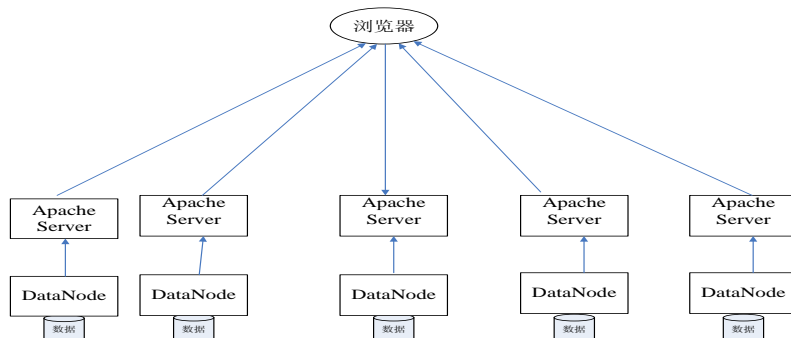 浏览器
Apache
Server
Apache
Server
Apache
Server
Apache
Server
Apache
Server
DataNode
DataNode
DataNode
DataNode
DataNode
数据
数据
数据
数据
数据